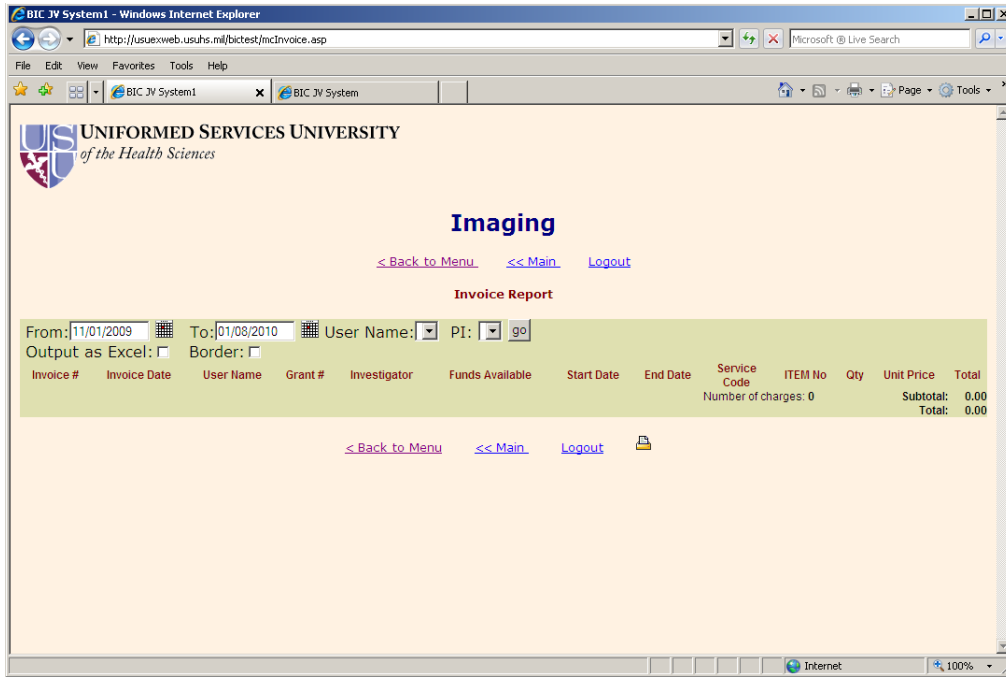 BIC JV System1 - Windows Internet Explorer
http://usuexweb.usuhs.mil/bictest/mcInvoice.asp
Microsoft ® Live Search
File Edit View Favorites Tools Help
BIC JV System1 BIC JV System Page Tools
UNIFORMED SERVICES UNIVERSITY
of the Health Sciences
Imaging
< Back to Menu << Main Logout
Invoice Report
From: 11/01/2009 To: 01/08/2010 User Name: PI: go
Output as Excel: Border:
Invoice # Invoice Date User Name Grant # Investigator Funds Available Start Date End Date Service Code ITEM No Qty Unit Price Total
Number of charges: 0 Subtotal: 0.00
Total: 0.00
< Back to Menu << Main Logout
Internet 100%